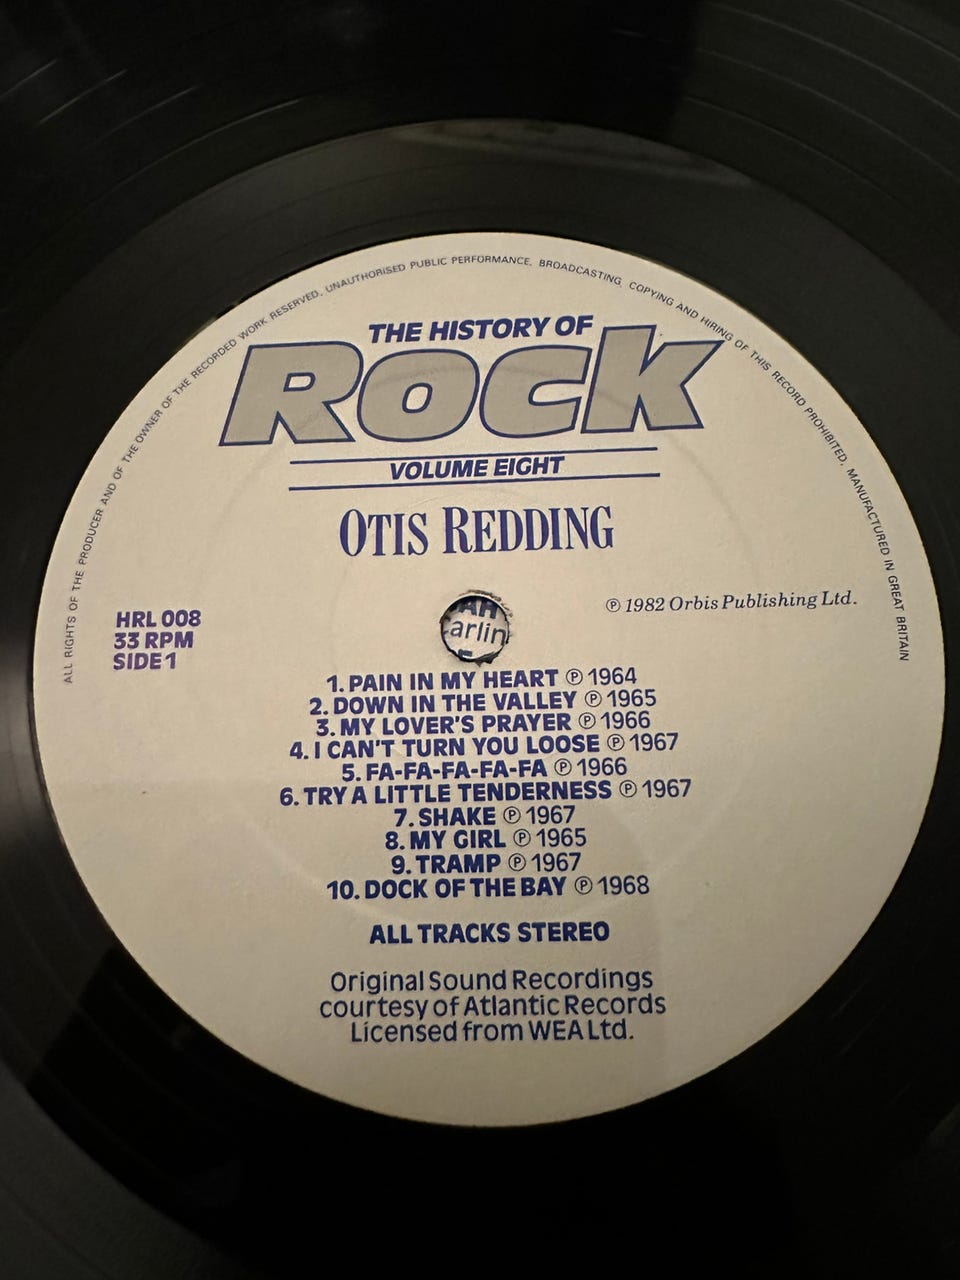 ALL RIGHTS OF THE PRODUCER AND OF THE OWNER OF THE RECORDED WORK RESERVED. UNAUTHORISED PUBLIC PERFORMANCE, BROADCASTING, COPYING AND HIRING OF THIS RECORD PROHIBITED. MANUFACTURED IN GREAT BRITAIN
THE HISTORY OF
ROCK
VOLUME EIGHT
OTIS REDDING
℗ 1982 Orbis Publishing Ltd.
HRL 008
33 RPM
SIDE 1
arlin
1. PAIN IN MY HEART ℗ 1964
2. DOWN IN THE VALLEY ℗ 1965
3. MY LOVER'S PRAYER ℗ 1966
4. I CAN'T TURN YOU LOOSE ℗ 1967
5. FA-FA-FA-FA-FA ℗ 1966
6. TRY A LITTLE TENDERNESS ℗ 1967
7. SHAKE ℗ 1967
8. MY GIRL ℗ 1965
9. TRAMP ℗ 1967
10. DOCK OF THE BAY ℗ 1968
ALL TRACKS STEREO
Original Sound Recordings
courtesy of Atlantic Records
Licensed from WEA Ltd.